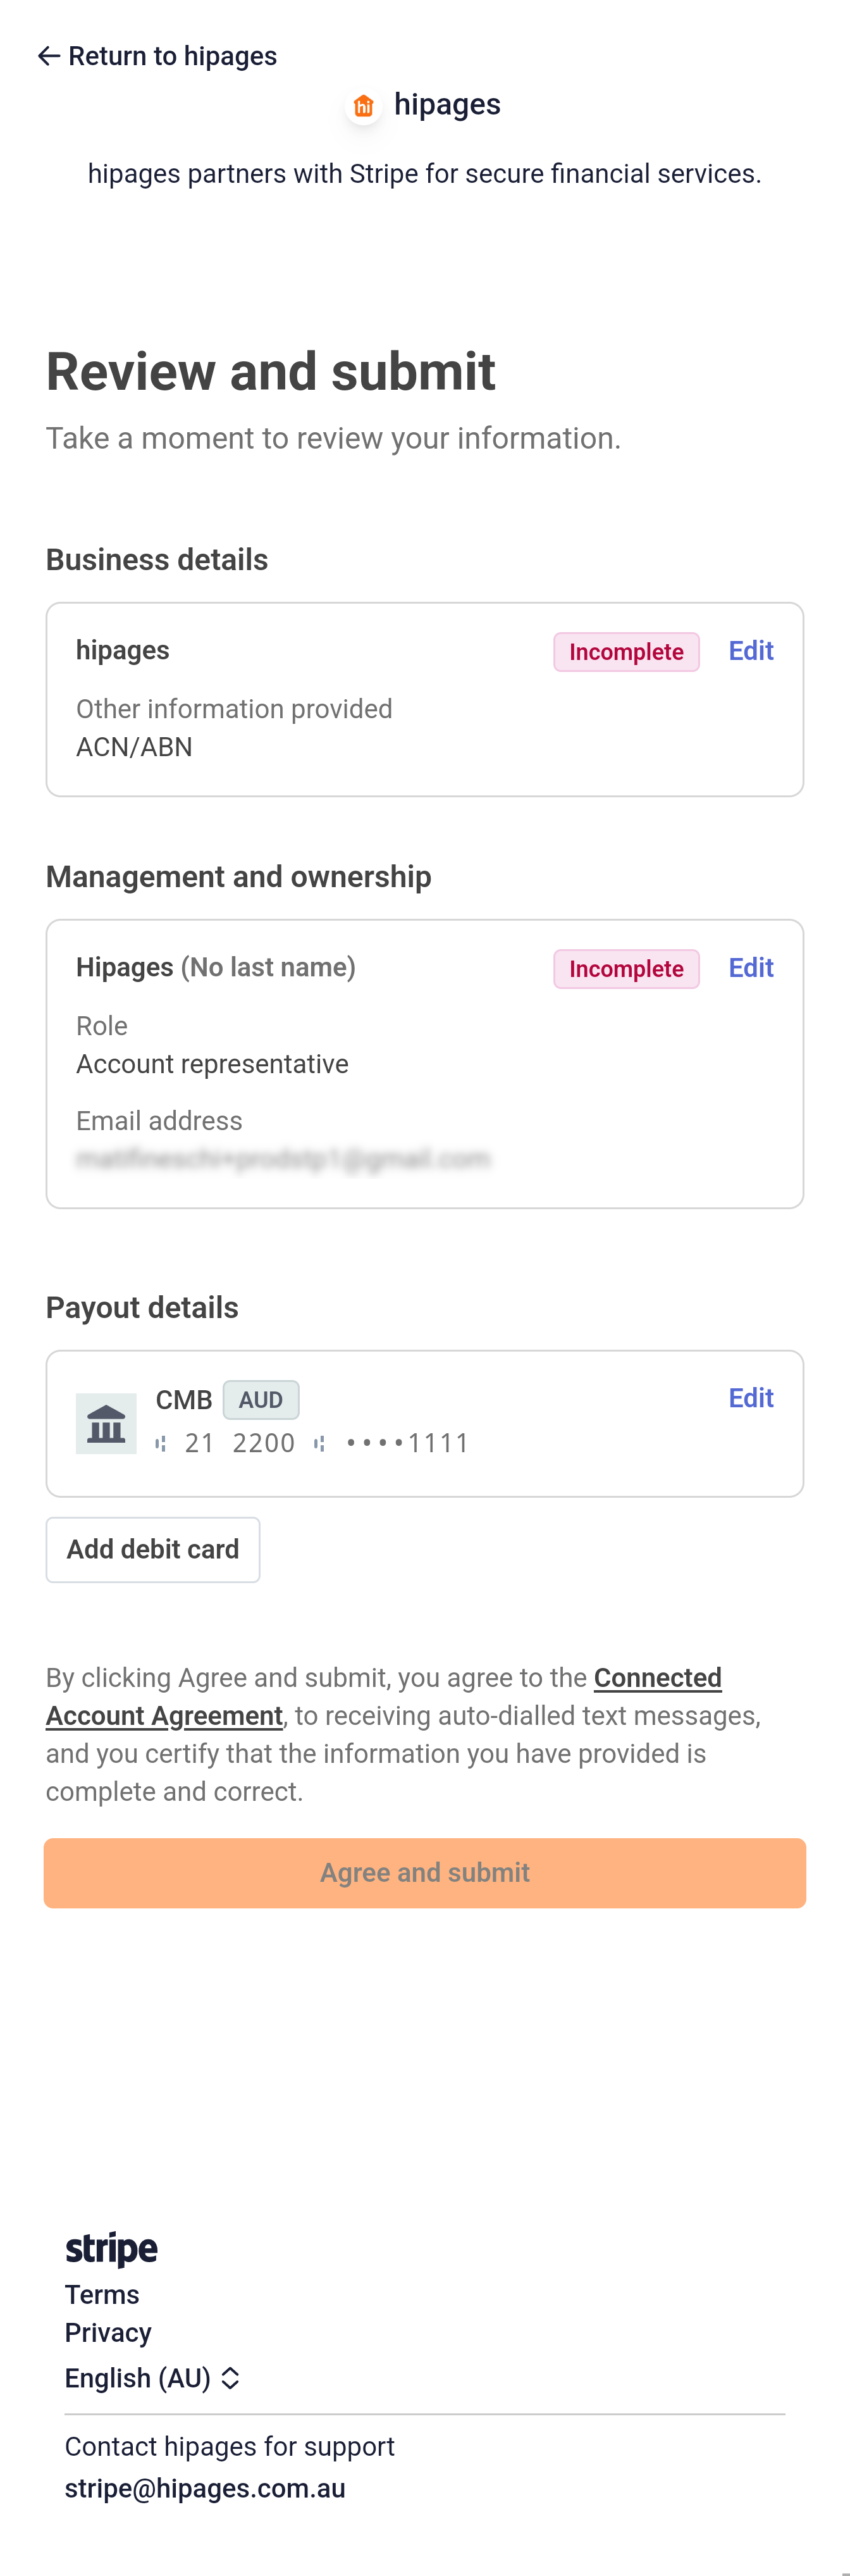 Return to hipages
hi hipages
hipages partners with Stripe for secure financial services.
Review and submit
Take a moment to review your information.
Business details
hipages Incomplete Edit
Other information provided
ACN/ABN
Management and ownership
Hipages (No last name) Incomplete Edit
Role
Account representative
Email address
Payout details
CMB AUD Edit
⑆ 21 2200 ⑆ ••••1111
Add debit card
By clicking Agree and submit, you agree to the Connected
Account Agreement, to receiving auto-dialled text messages,
and you certify that the information you have provided is
complete and correct.
Agree and submit
stripe
Terms
Privacy
English (AU)
Contact hipages for support
stripe@hipages.com.au